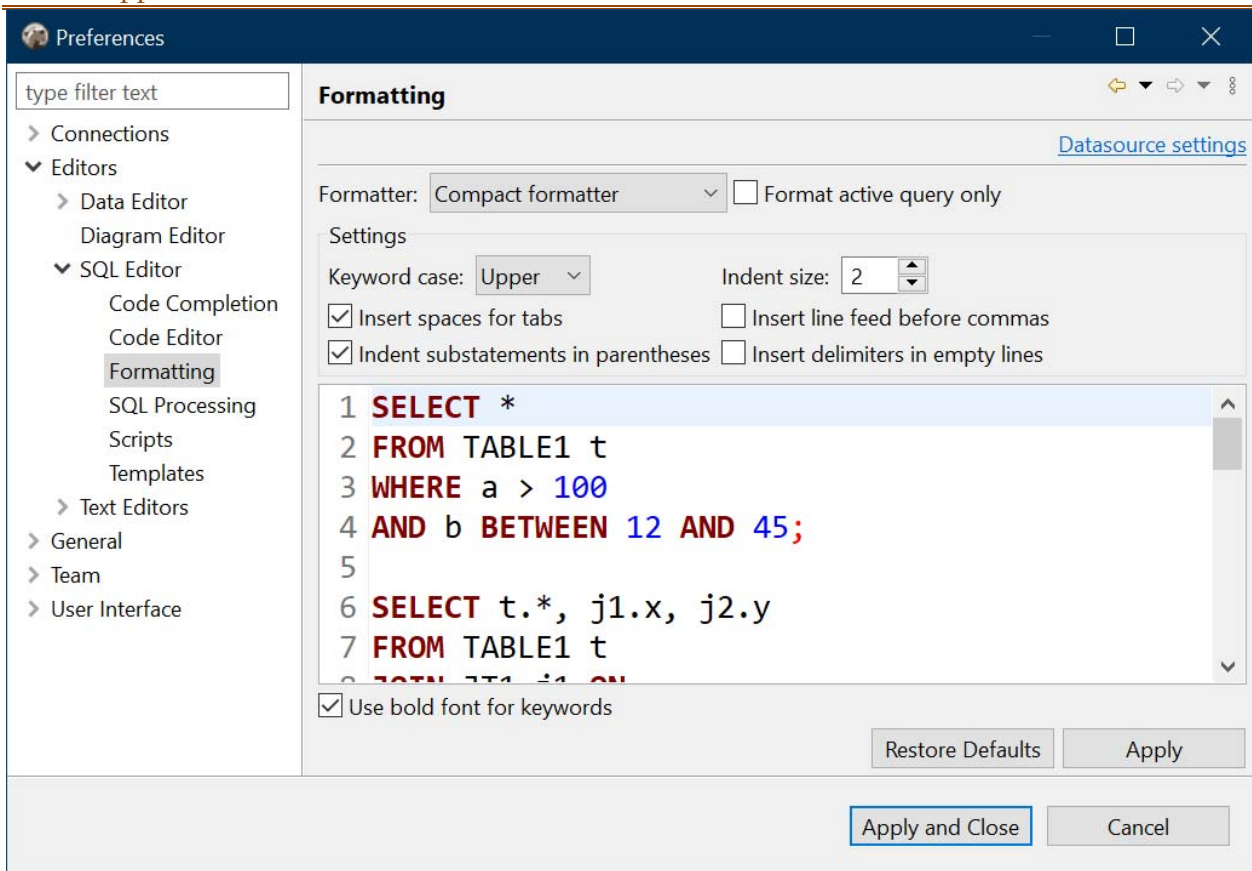 Preferences
type filter text
Connections
Editors
Data Editor
Diagram Editor
SQL Editor
Code Completion
Code Editor
Formatting
SQL Processing
Scripts
Templates
Text Editors
General
Team
User Interface
Formatting
Datasource settings
Formatter: Compact formatter Format active query only
Settings
Keyword case: Upper Indent size: 2
Insert spaces for tabs Insert line feed before commas
Indent substatements in parentheses Insert delimiters in empty lines
1 SELECT *
2 FROM TABLE1 t
3 WHERE a > 100
4 AND b BETWEEN 12 AND 45;
5
6 SELECT t.*, j1.x, j2.y
7 FROM TABLE1 t
8 JOIN JT1 j1 ON
Use bold font for keywords
Restore Defaults Apply
Apply and Close Cancel